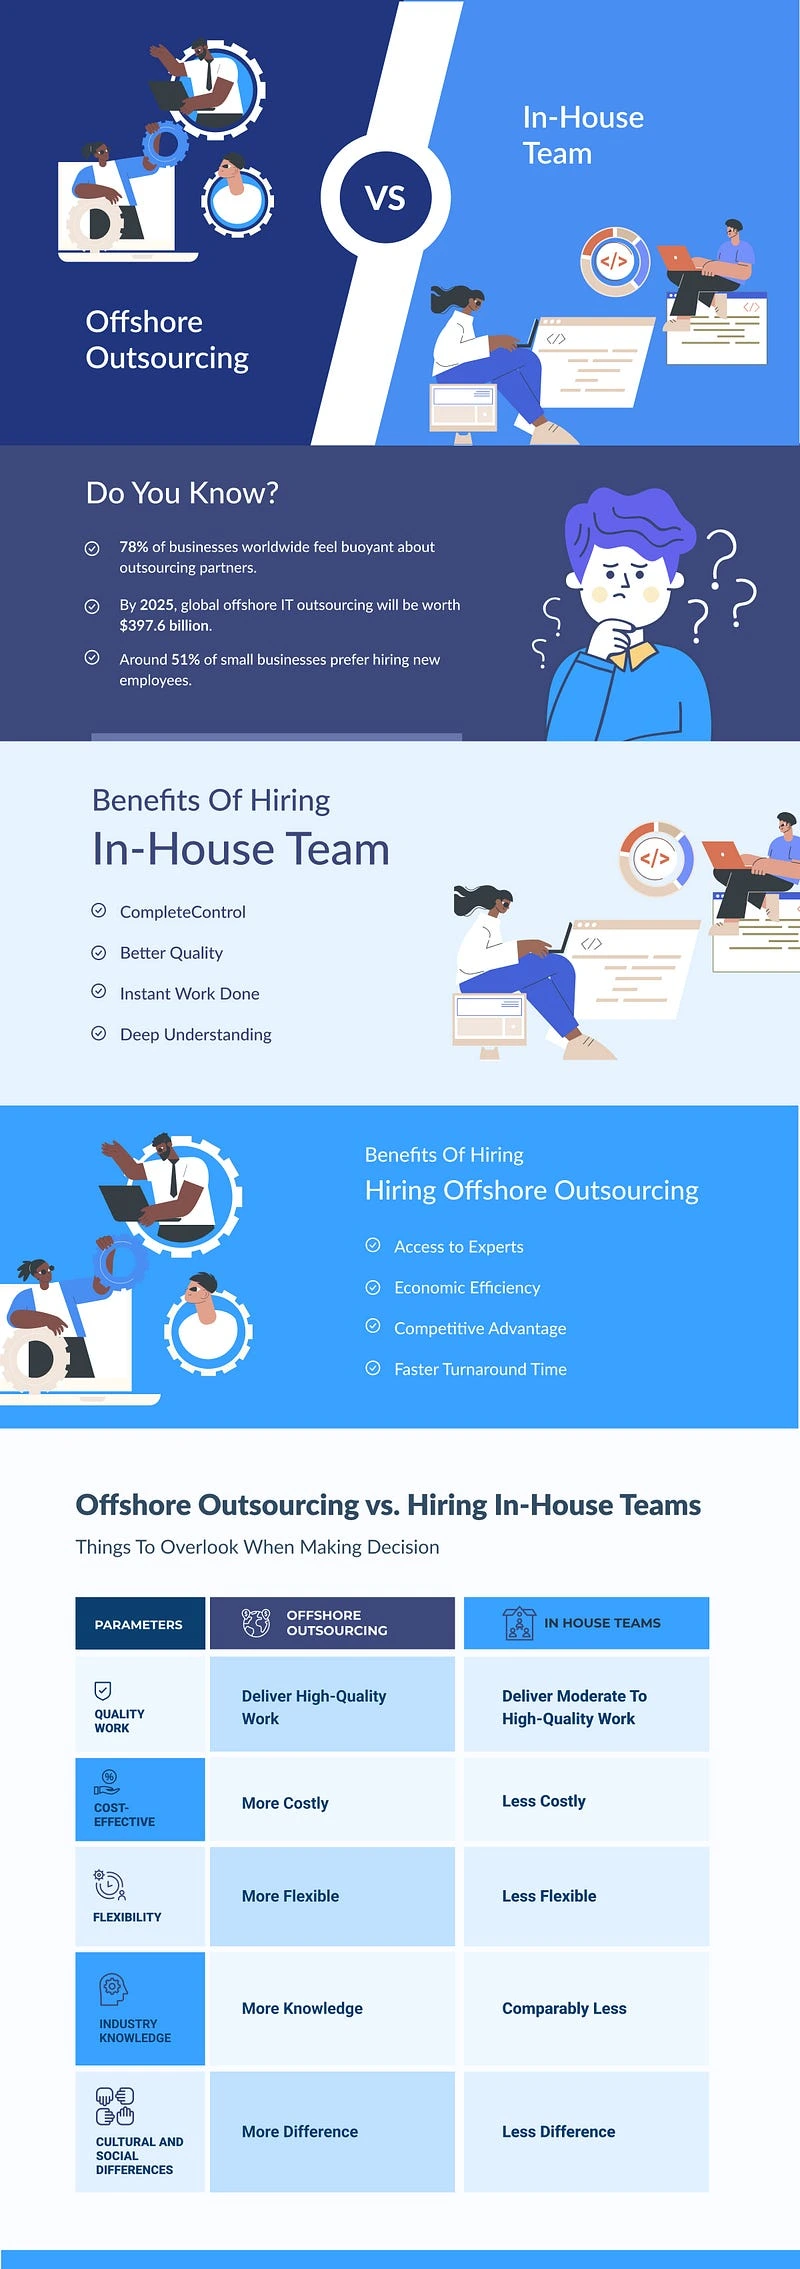 In-House
Team
VS
</>
</>
</>
Offshore
Outsourcing
Do You Know?
78% of businesses worldwide feel buoyant about
outsourcing partners.
By 2025, global offshore IT outsourcing will be worth
$397.6 billion.
Around 51% of small businesses prefer hiring new
employees.
Benefits Of Hiring
In-House Team
CompleteControl
Better Quality
Instant Work Done
Deep Understanding
</>
</>
Benefits Of Hiring
Hiring Offshore Outsourcing
Access to Experts
Economic Efficiency
Competitive Advantage
Faster Turnaround Time
Offshore Outsourcing vs. Hiring In-House Teams
Things To Overlook When Making Decision
PARAMETERS
OFFSHORE
OUTSOURCING
IN HOUSE TEAMS
QUALITY
WORK
Deliver High-Quality
Work
Deliver Moderate To
High-Quality Work
%
COST-
EFFECTIVE
More Costly
Less Costly
FLEXIBILITY
More Flexible
Less Flexible
INDUSTRY
KNOWLEDGE
More Knowledge
Comparably Less
CULTURAL AND
SOCIAL
DIFFERENCES
More Difference
Less Difference